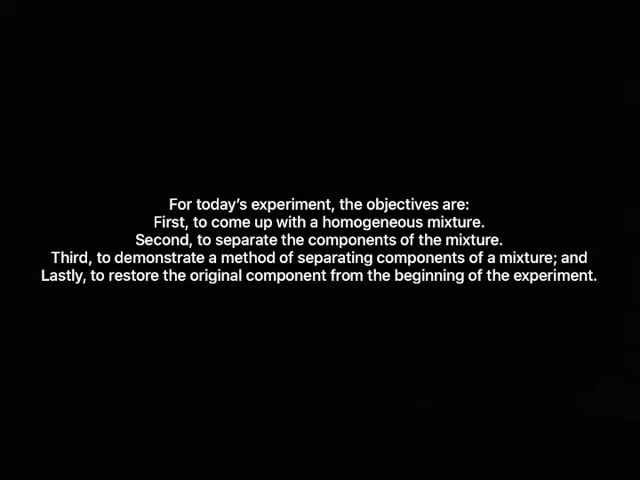 For today's experiment, the objectives are:
First, to come up with a homogeneous mixture.
Second, to separate the components of the mixture.
Third, to demonstrate a method of separating components of a mixture; and
Lastly, to restore the original component from the beginning of the experiment.